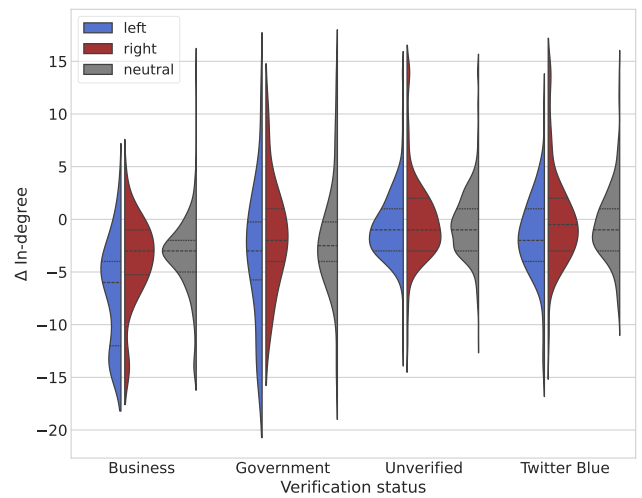 left
right
neutral
15
10
5
0
−5
−10
−15
−20
Δ In-degree
Business Government Unverified Twitter Blue
Verification status